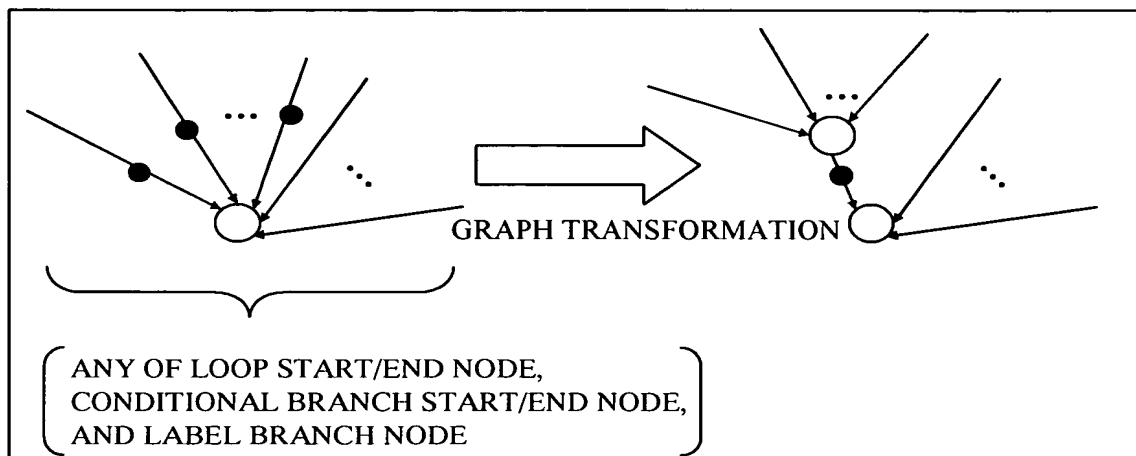 GRAPH TRANSFORMATION
ANY OF LOOP START/END NODE,
CONDITIONAL BRANCH START/END NODE,
AND LABEL BRANCH NODE